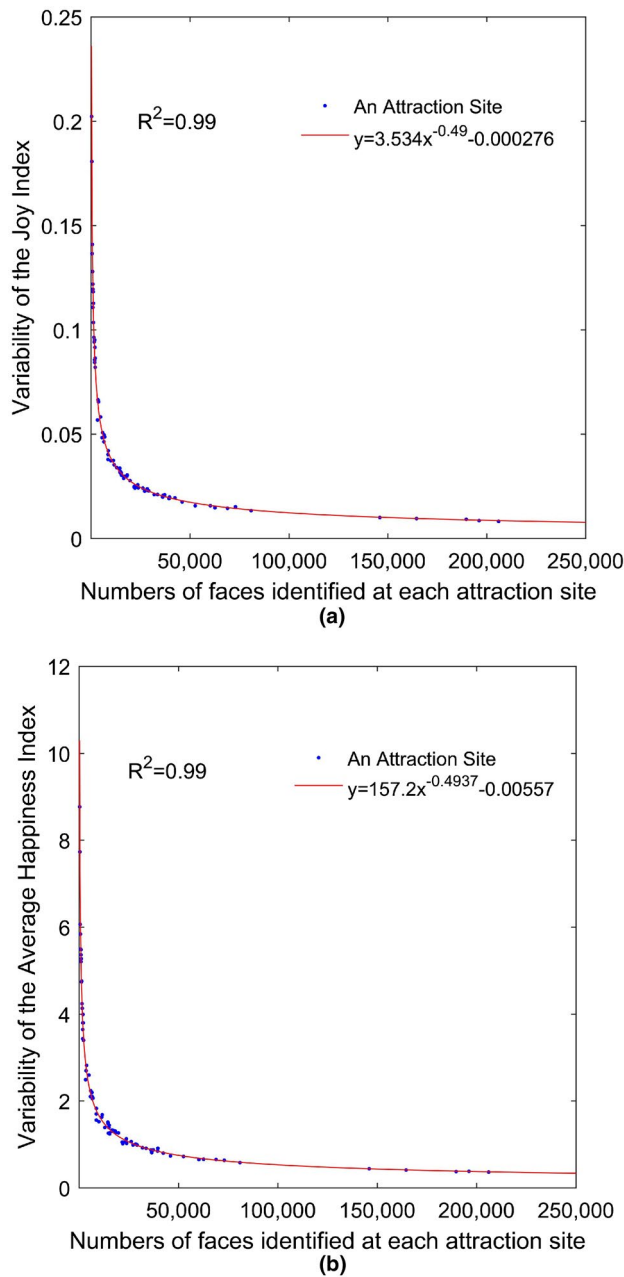 0.25
0.2
0.15
0.1
0.05
0
Variability of the Joy Index
R²=0.99
An Attraction Site
y=3.534x^-0.49-0.000276
50,000 100,000 150,000 200,000 250,000
Numbers of faces identified at each attraction site
(a)
12
10
8
6
4
2
0
Variability of the Average Happiness Index
R²=0.99
An Attraction Site
y=157.2x^-0.4937-0.00557
50,000 100,000 150,000 200,000 250,000
Numbers of faces identified at each attraction site
(b)